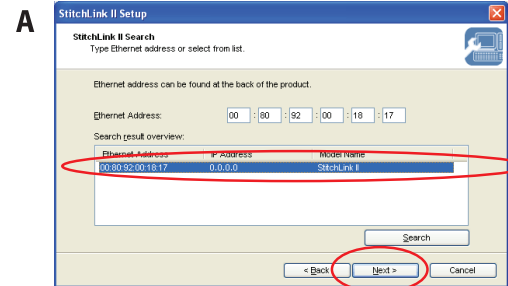 A
StitchLink II Setup
StitchLink II Search
Type Ethernet address or select from list.
Ethernet address can be found at the back of the product.
Ethernet Address: 00 : 80 : 92 : 00 : 18 : 17
Search result overview:
Ethernet Address IP Address Model Name
00:80:92:00:18:17 0.0.0.0 StitchLink II
Search
< Back Next > Cancel